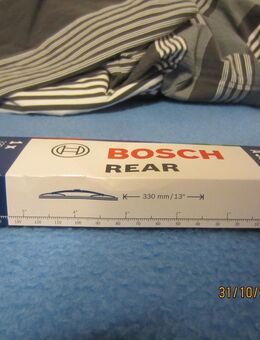 BOSCH
REAR
330 mm / 13"
31/10/